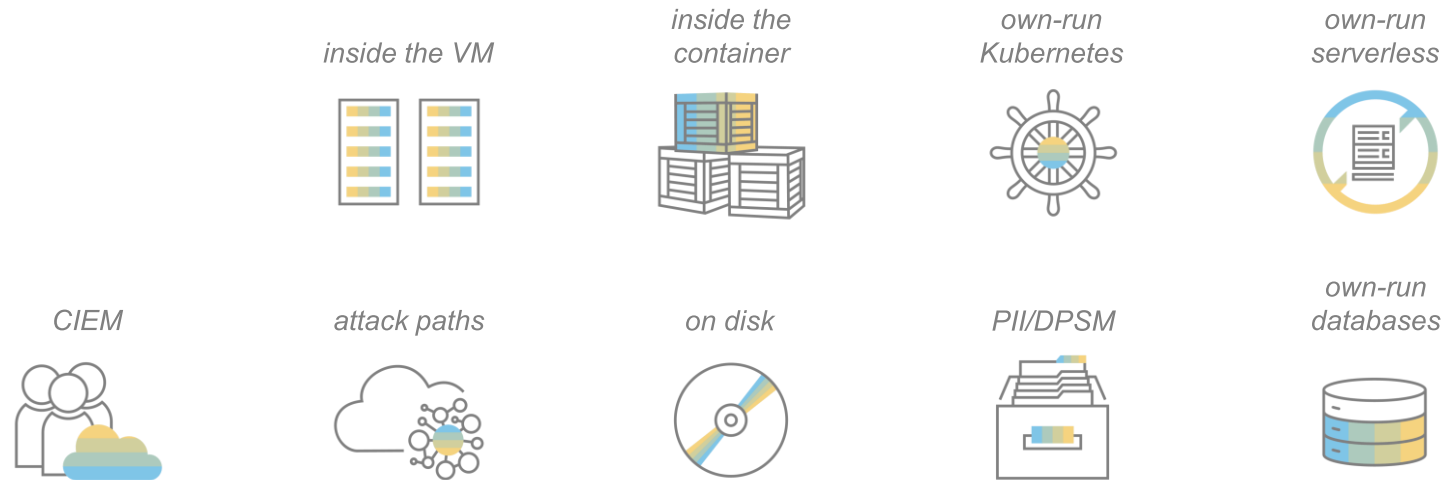 inside the VM
inside the
container
own-run
Kubernetes
own-run
serverless
CIEM
attack paths
on disk
PII/DPSM
own-run
databases